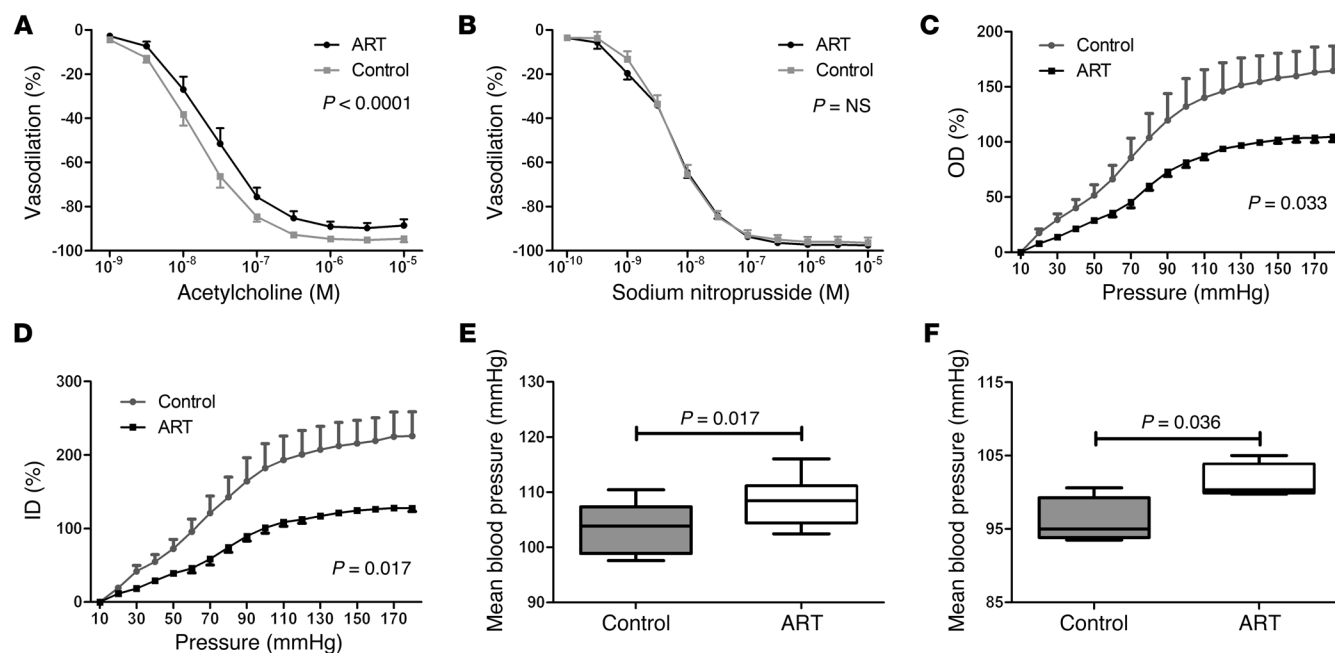 A
0
-20
-40
-60
-80
-100
Vasodilation (%)
ART
Control
P < 0.0001
10-9
10-8
10-7
10-6
10-5
Acetylcholine (M)
B
0
-20
-40
-60
-80
-100
Vasodilation (%)
ART
Control
P = NS
10-10
10-9
10-8
10-7
10-6
10-5
Sodium nitroprusside (M)
C
200
150
100
50
0
OD (%)
Control
ART
P = 0.033
10 30 50 70 90 110 130 150 170
Pressure (mmHg)
D
300
200
100
0
ID (%)
Control
ART
P = 0.017
10 30 50 70 90 110 130 150 170
Pressure (mmHg)
E
130
120
110
100
90
Mean blood pressure (mmHg)
P = 0.017
Control
ART
F
115
105
95
85
Mean blood pressure (mmHg)
P = 0.036
Control
ART